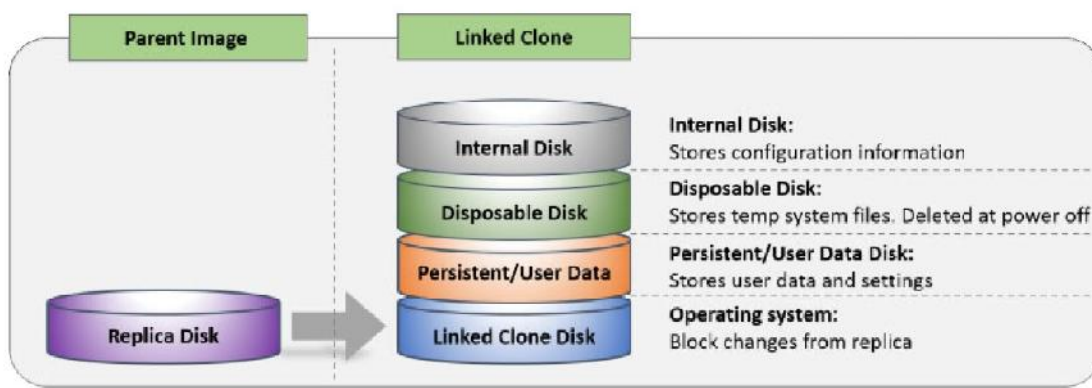 Parent Image
Linked Clone
Internal Disk
Internal Disk:
Stores configuration information
Disposable Disk
Disposable Disk:
Stores temp system files. Deleted at power off
Persistent/User Data
Persistent/User Data Disk:
Stores user data and settings
Replica Disk
Linked Clone Disk
Operating system:
Block changes from replica